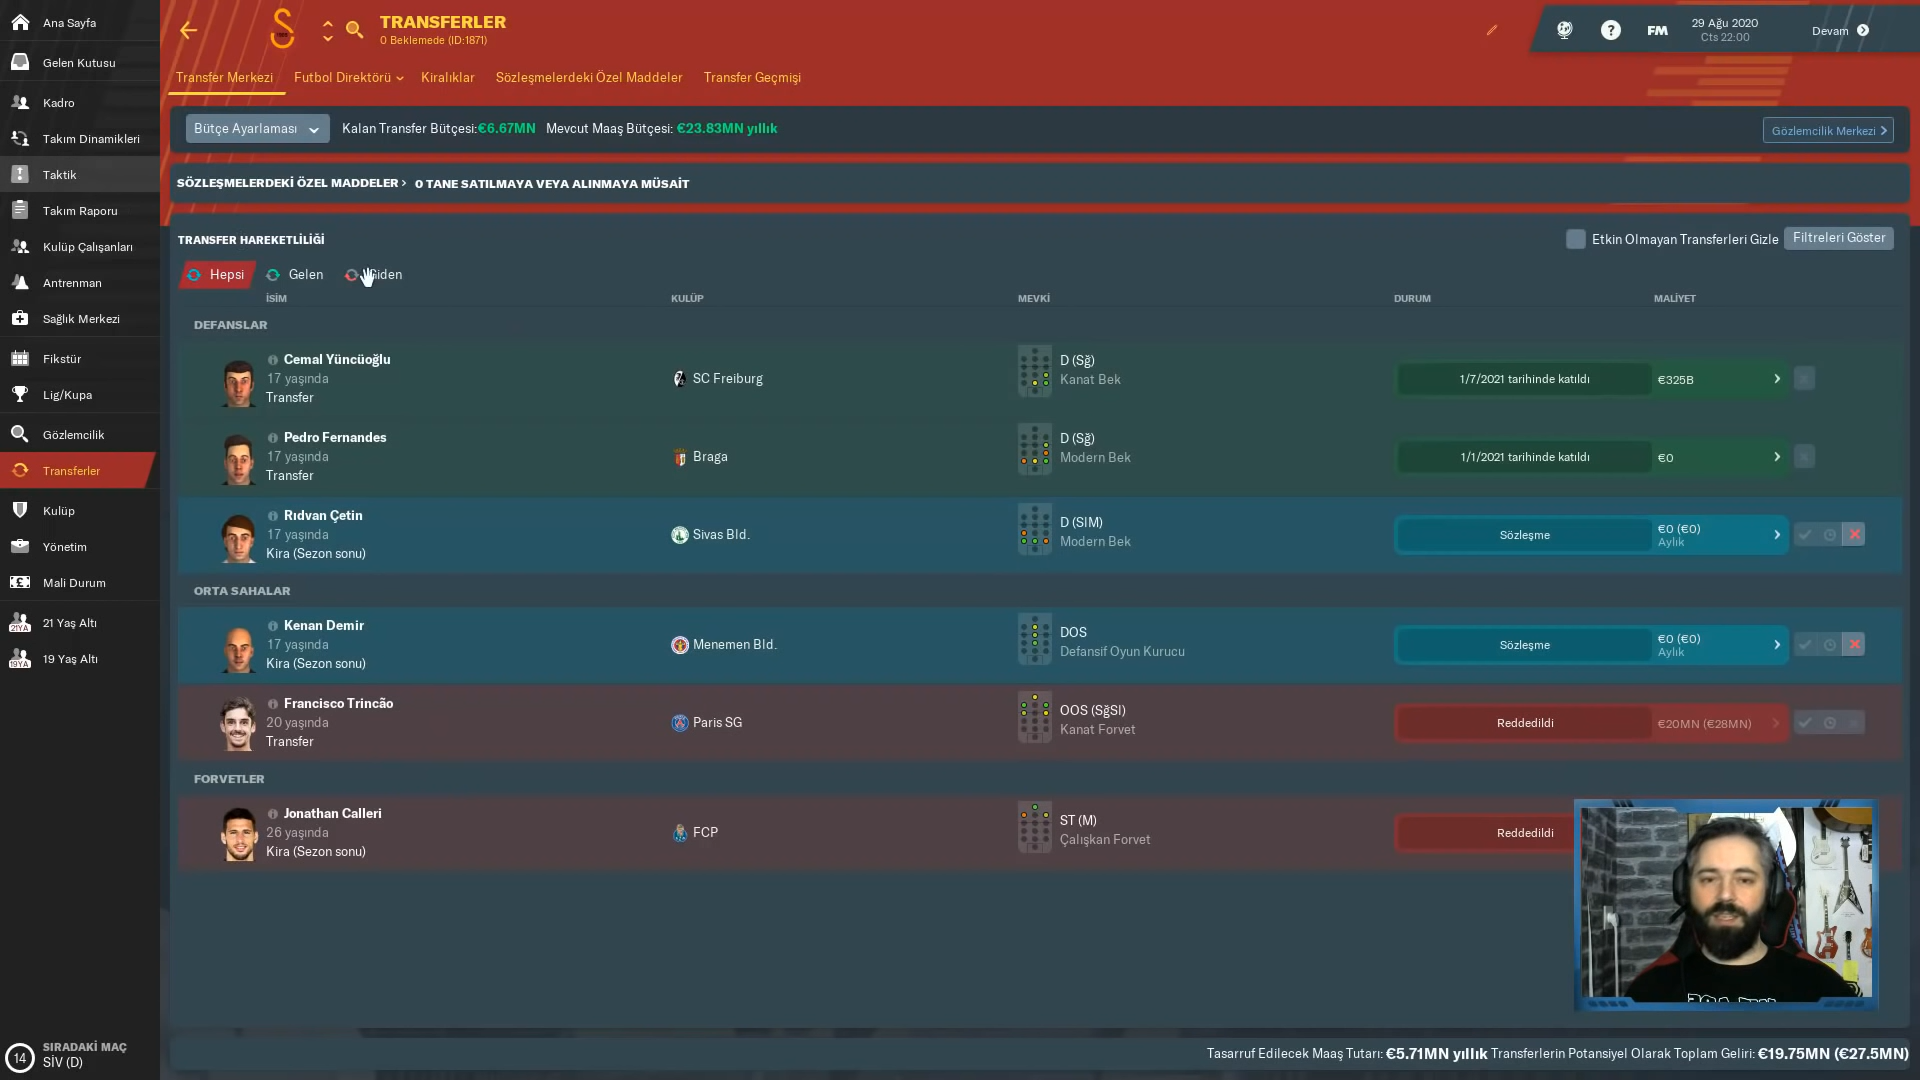 Ana Sayfa
Gelen Kutusu
Kadro
Takım Dinamikleri
Taktik
Takım Raporu
Kulüp Çalışanları
Antrenman
Sağlık Merkezi
Fikstür
Lig/Kupa
Gözlemcilik
Transferler
Kulüp
Yönetim
Mali Durum
21YA 21 Yaş Altı
19YA 19 Yaş Altı
14 SIRADAKİ MAÇ
SİV (D)
TRANSFERLER
0 Beklemede (ID:1871)
? FM
29 Ağu 2020
Cts 22:00
Devam
Transfer Merkezi Futbol Direktörü Kiralıklar Sözleşmelerdeki Özel Maddeler Transfer Geçmişi
Bütçe Ayarlaması Kalan Transfer Bütçesi:€6.67MN Mevcut Maaş Bütçesi: €23.83MN yıllık Gözlemcilik Merkezi
SÖZLEŞMELERDEKİ ÖZEL MADDELER > 0 TANE SATILMAYA VEYA ALINMAYA MÜSAİT
TRANSFER HAREKETLİLİĞİ Etkin Olmayan Transferleri Gizle Filtreleri Göster
Hepsi Gelen Giden
İSİM KULÜP MEVKİ DURUM MALİYET
DEFANSLAR
Cemal Yüncüoğlu
17 yaşında
Transfer
SC Freiburg
D (Sğ)
Kanat Bek
1/7/2021 tarihinde katıldı
€325B
Pedro Fernandes
17 yaşında
Transfer
Braga
D (Sğ)
Modern Bek
1/1/2021 tarihinde katıldı
€0
Rıdvan Çetin
17 yaşında
Kira (Sezon sonu)
Sivas Bld.
D (SlM)
Modern Bek
Sözleşme
€0 (€0)
Aylık
ORTA SAHALAR
Kenan Demir
17 yaşında
Kira (Sezon sonu)
Menemen Bld.
DOS
Defansif Oyun Kurucu
Sözleşme
€0 (€0)
Aylık
Francisco Trincão
20 yaşında
Transfer
Paris SG
OOS (SğSl)
Kanat Forvet
Reddedildi
€20MN (€28MN)
FORVETLER
Jonathan Calleri
26 yaşında
Kira (Sezon sonu)
FCP
ST (M)
Çalışkan Forvet
Reddedildi
Tasarruf Edilecek Maaş Tutarı: €5.71MN yıllık Transferlerin Potansiyel Olarak Toplam Geliri: €19.75MN (€27.5MN)